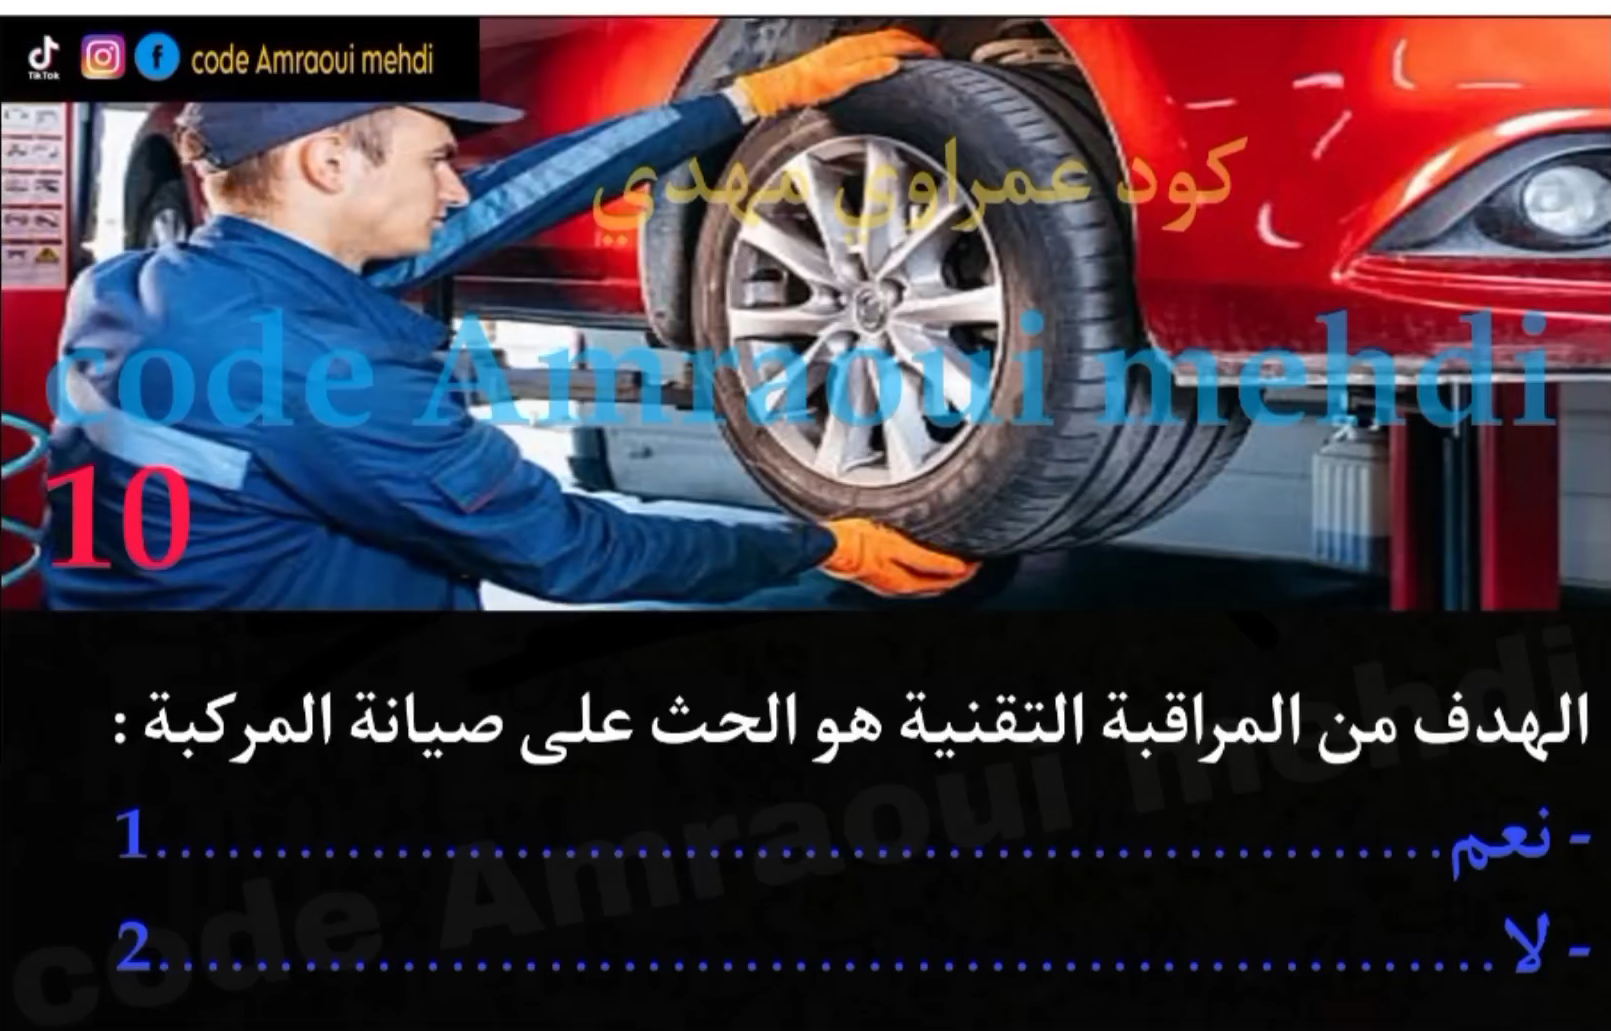 TikTok
code Amraoui mehdi
كود عمراوي مهدي
code Amraoui mehdi
10
الهدف من المراقبة التقنية هو الحث على صيانة المركبة :
- نعم......................................................1
- لا........................................................2
code Amraoui mehdi